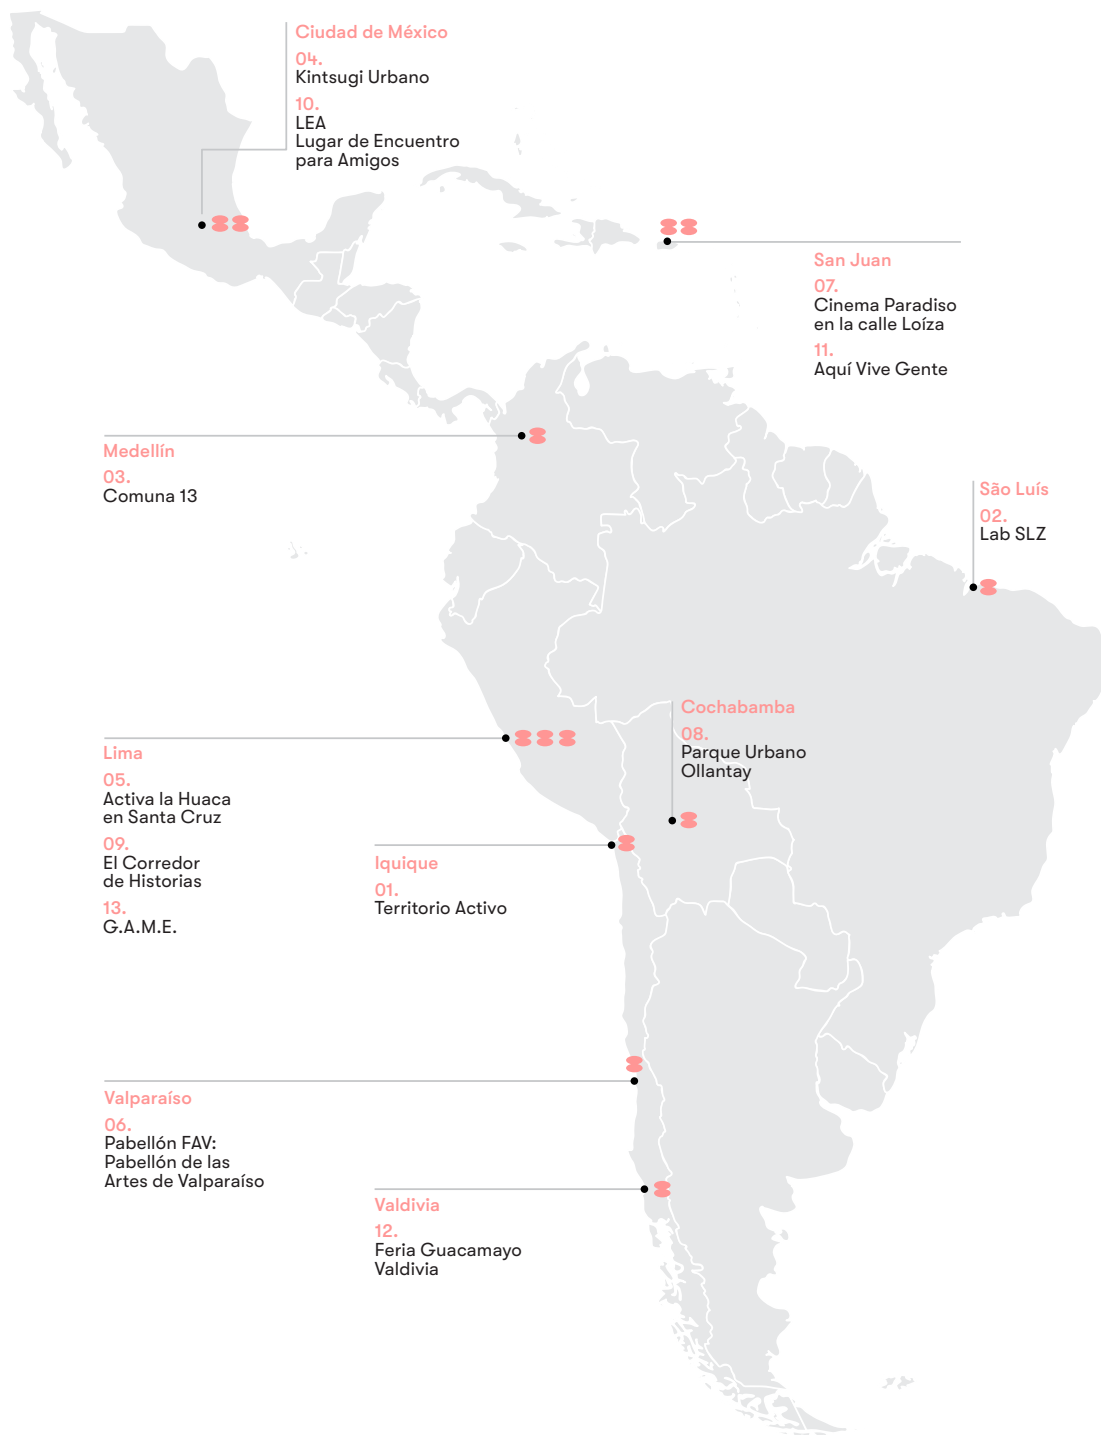 Ciudad de México
04.
Kintsugi Urbano
10.
LEA
Lugar de Encuentro
para Amigos
San Juan
07.
Cinema Paradiso
en la calle Loíza
11.
Aquí Vive Gente
Medellín
03.
Comuna 13
São Luís
02.
Lab SLZ
Cochabamba
08.
Parque Urbano
Ollantay
Lima
05.
Activa la Huaca
en Santa Cruz
09.
El Corredor
de Historias
13.
G.A.M.E.
Iquique
01.
Territorio Activo
Valparaíso
06.
Pabellón FAV:
Pabellón de las
Artes de Valparaíso
Valdivia
12.
Feria Guacamayo
Valdivia